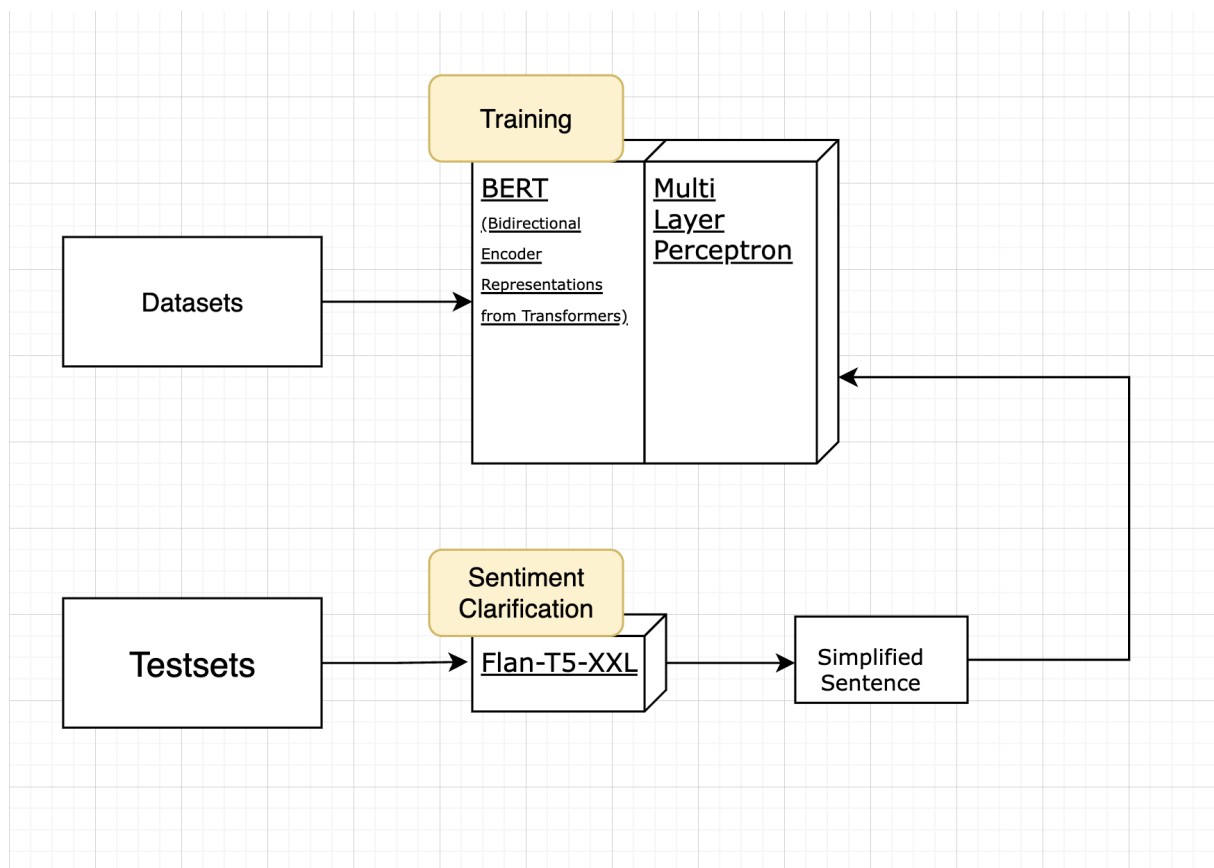 Training
BERT
(Bidirectional
Encoder
Representations
from Transformers)
Multi
Layer
Perceptron
Datasets
Sentiment
Clarification
Testsets
Flan-T5-XXL
Simplified
Sentence